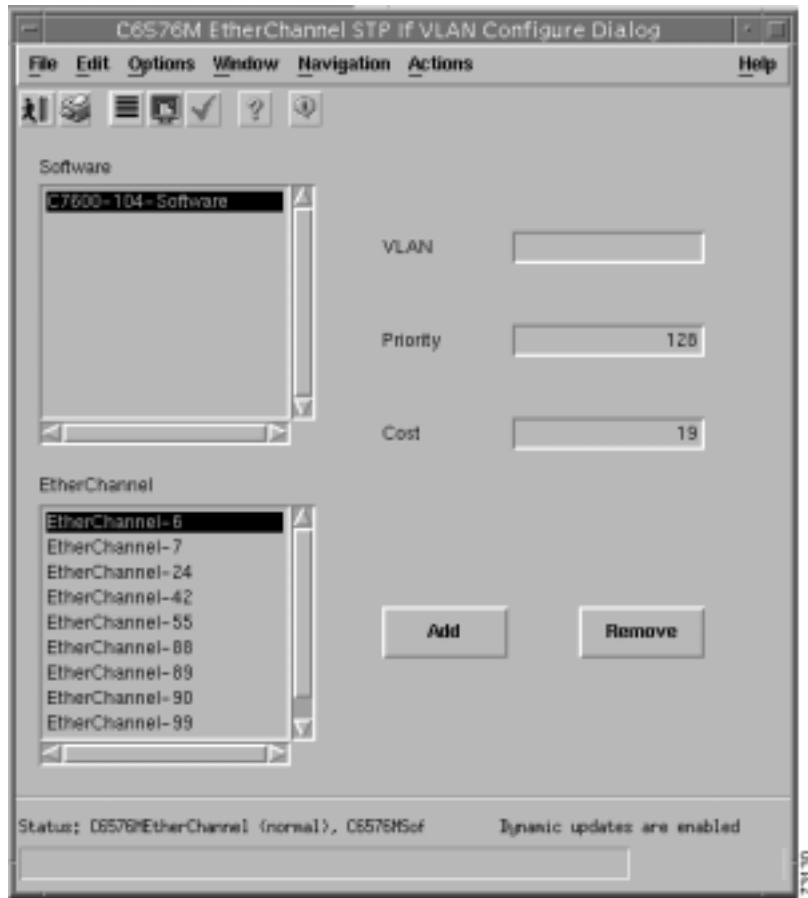 C6576M EtherChannel STP If VLAN Configure Dialog
File Edit Options Window Navigation Actions Help
Software
C7600-104-Software
VLAN
Priority 128
Cost 19
EtherChannel
EtherChannel-6
EtherChannel-7
EtherChannel-24
EtherChannel-42
EtherChannel-55
EtherChannel-88
EtherChannel-89
EtherChannel-90
EtherChannel-99
Add Remove
Status: C6576MEtherChannel (normal), C6576MSof Dynamic updates are enabled